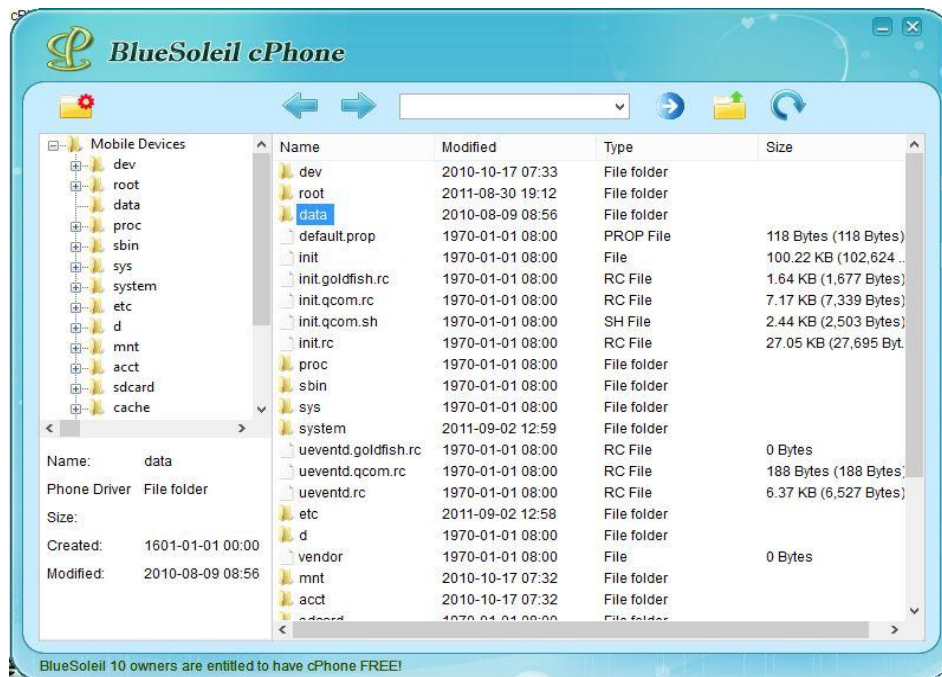 BlueSoleil cPhone
Mobile Devices
dev
root
data
proc
sbin
sys
system
etc
d
mnt
acct
sdcard
cache
Name: data
Phone Driver File folder
Size:
Created: 1601-01-01 00:00
Modified: 2010-08-09 08:56
Name Modified Type Size
dev 2010-10-17 07:33 File folder
root 2011-08-30 19:12 File folder
data 2010-08-09 08:56 File folder
default.prop 1970-01-01 08:00 PROP File 118 Bytes (118 Bytes)
init 1970-01-01 08:00 File 100.22 KB (102,624 ..
init.goldfish.rc 1970-01-01 08:00 RC File 1.64 KB (1,677 Bytes)
init.qcom.rc 1970-01-01 08:00 RC File 7.17 KB (7,339 Bytes)
init.qcom.sh 1970-01-01 08:00 SH File 2.44 KB (2,503 Bytes)
init.rc 1970-01-01 08:00 RC File 27.05 KB (27,695 Byt.
proc 1970-01-01 08:00 File folder
sbin 1970-01-01 08:00 File folder
sys 1970-01-01 08:00 File folder
system 2011-09-02 12:59 File folder
ueventd.goldfish.rc 1970-01-01 08:00 RC File 0 Bytes
ueventd.qcom.rc 1970-01-01 08:00 RC File 188 Bytes (188 Bytes)
ueventd.rc 1970-01-01 08:00 RC File 6.37 KB (6,527 Bytes)
etc 2011-09-02 12:58 File folder
d 1970-01-01 08:00 File folder
vendor 1970-01-01 08:00 File 0 Bytes
mnt 2010-10-17 07:32 File folder
acct 2010-10-17 07:32 File folder
sdcard 1970-01-01 08:00 File folder
BlueSoleil 10 owners are entitled to have cPhone FREE!